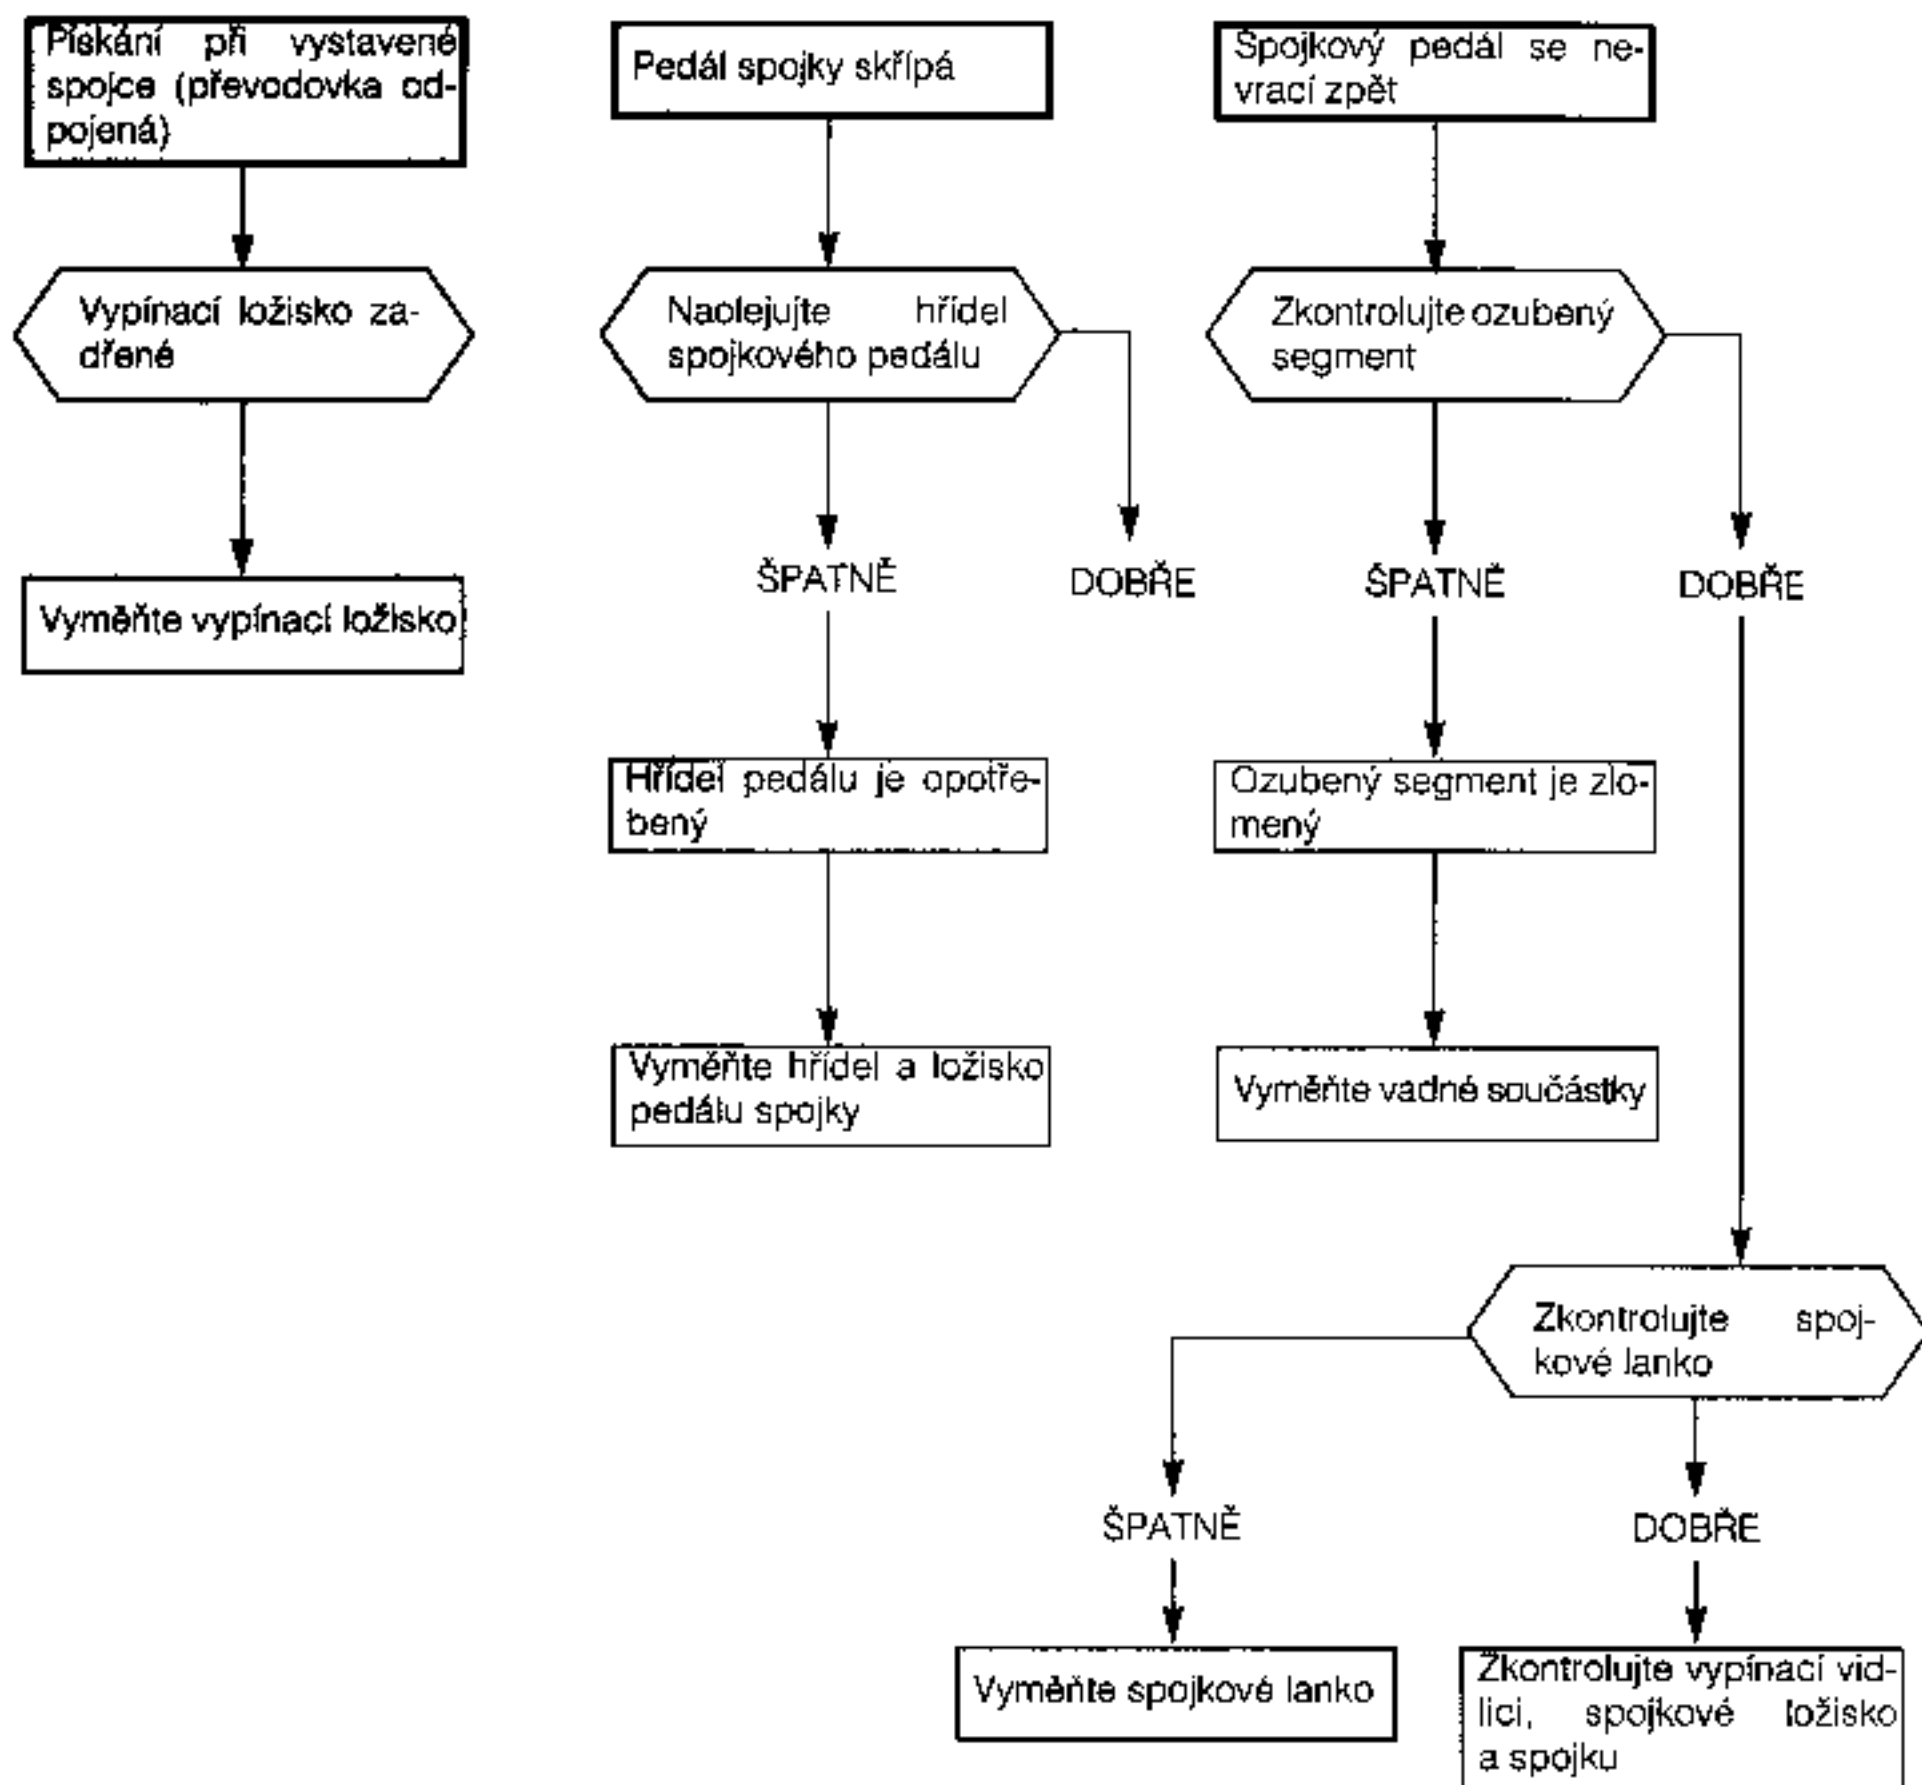 Pískání při vystavené
spojce (převodovka od-
pojená)
Vypínací ložisko za-
dřené
Vyměňte vypínací ložisko
Pedál spojky skřípá
Naolejujte hřídel
spojkového pedálu
ŠPATNĚ
DOBŘE
Hřídel pedálu je opotře-
bený
Vyměňte hřídel a ložisko
pedálu spojky
Spojkový pedál se ne-
vrací zpět
Zkontrolujte ozubený
segment
ŠPATNĚ
DOBŘE
Ozubený segment je zlo-
mený
Vyměňte vadné součástky
Zkontrolujte spoj-
kové lanko
ŠPATNĚ
DOBŘE
Vyměňte spojkové lanko
Zkontrolujte vypínací vid-
lici, spojkové ložisko
a spojku